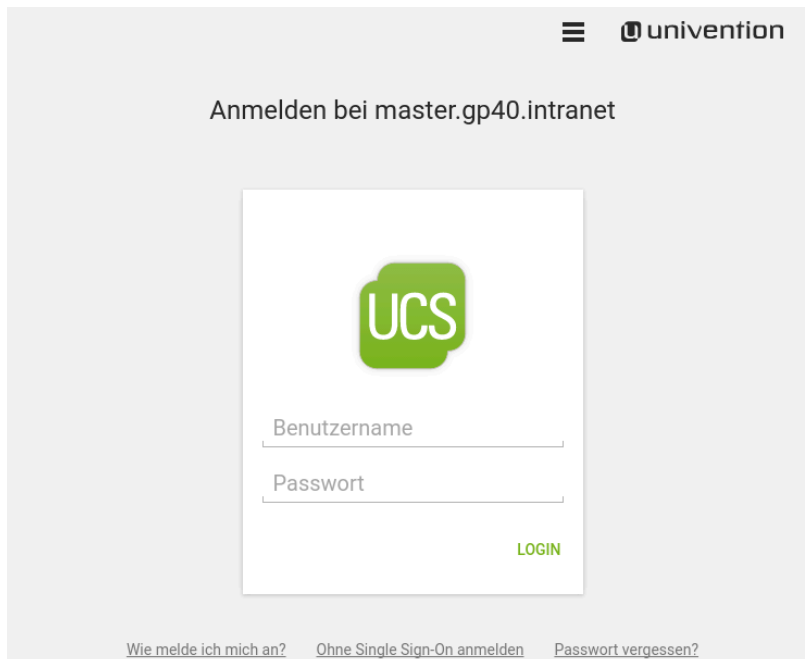 univention
Anmelden bei master.gp40.intranet
UCS
Benutzername
Passwort
LOGIN
Wie melde ich mich an? Ohne Single Sign-On anmelden Passwort vergessen?